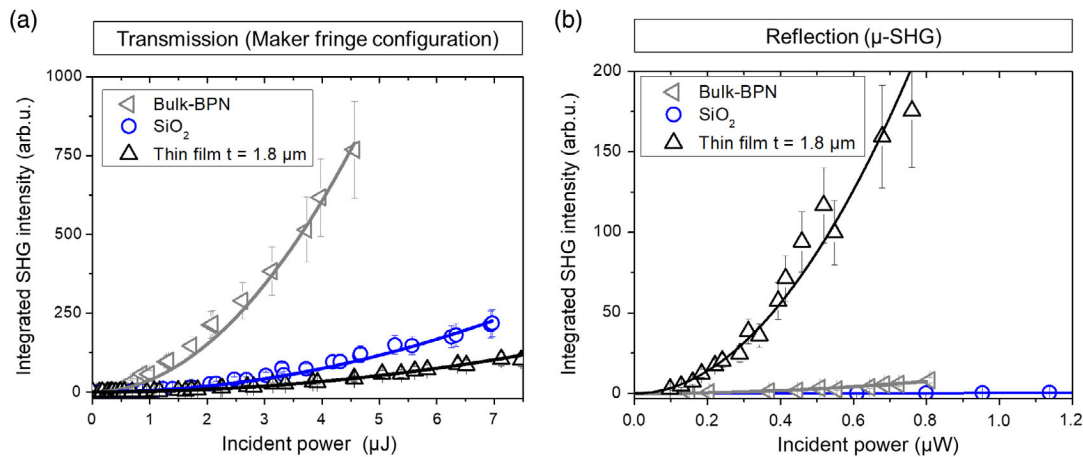 (a)
Transmission (Maker fringe configuration)
1000
750
500
250
0
Integrated SHG intensity (arb.u.)
Bulk-BPN
SiO₂
Thin film t = 1.8 µm
0 1 2 3 4 5 6 7
Incident power (µJ)
(b)
Reflection (µ-SHG)
200
150
100
50
0
Integrated SHG intensity (arb.u.)
Bulk-BPN
SiO₂
Thin film t = 1.8 µm
0.0 0.2 0.4 0.6 0.8 1.0 1.2
Incident power (µW)